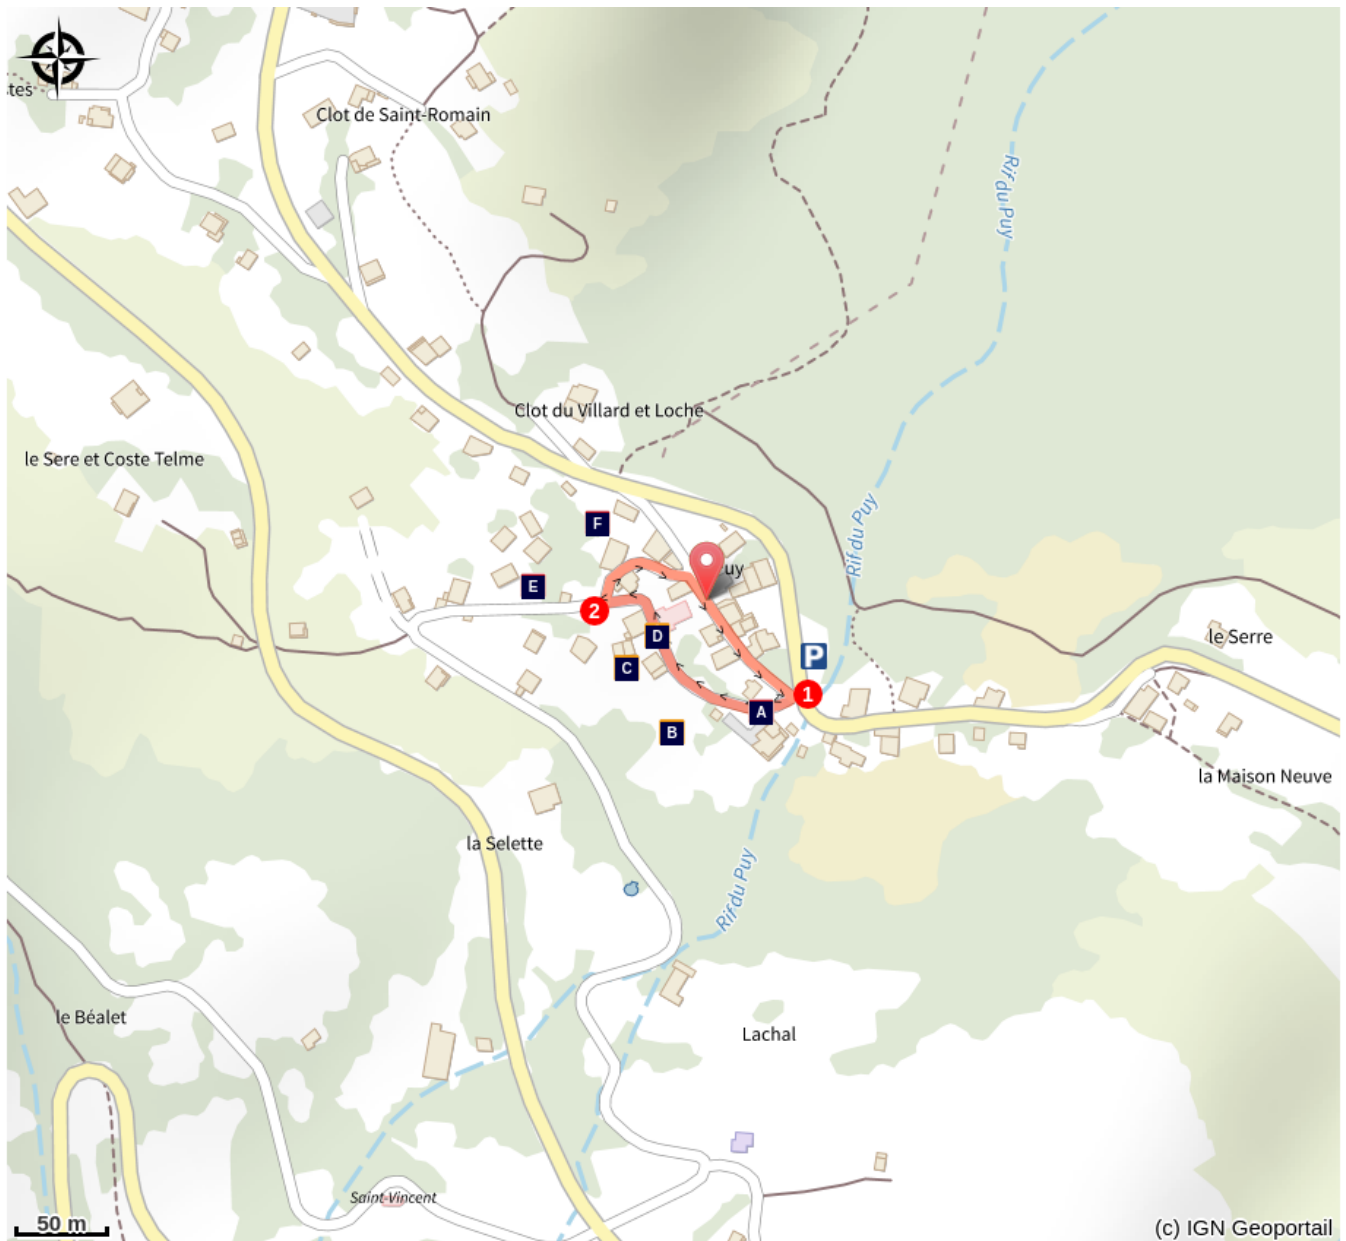 stes
Clot de Saint-Romain
Rif du Puy
Clot du Villard et Loche
le Sere et Coste Telme
Rif du Puy
F
uy
E
2
D
P
le Serre
C
1
A
B
la Maison Neuve
la Selette
Rif du Puy
le Béalet
Lachal
Saint-Vincent
50 m
(c) IGN Geoportail